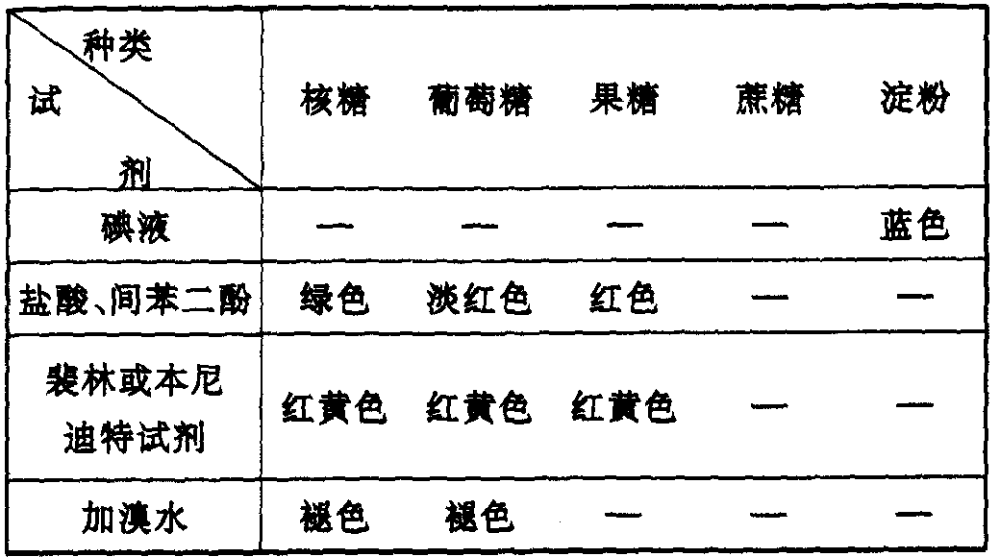 种类
试
剂
核糖 葡萄糖 果糖 蔗糖 淀粉
碘液 — — — — 蓝色
盐酸、间苯二酚 绿色 淡红色 红色 — —
裴林或本尼
迪特试剂
红黄色 红黄色 红黄色 — —
加溴水 褪色 褪色 — — —